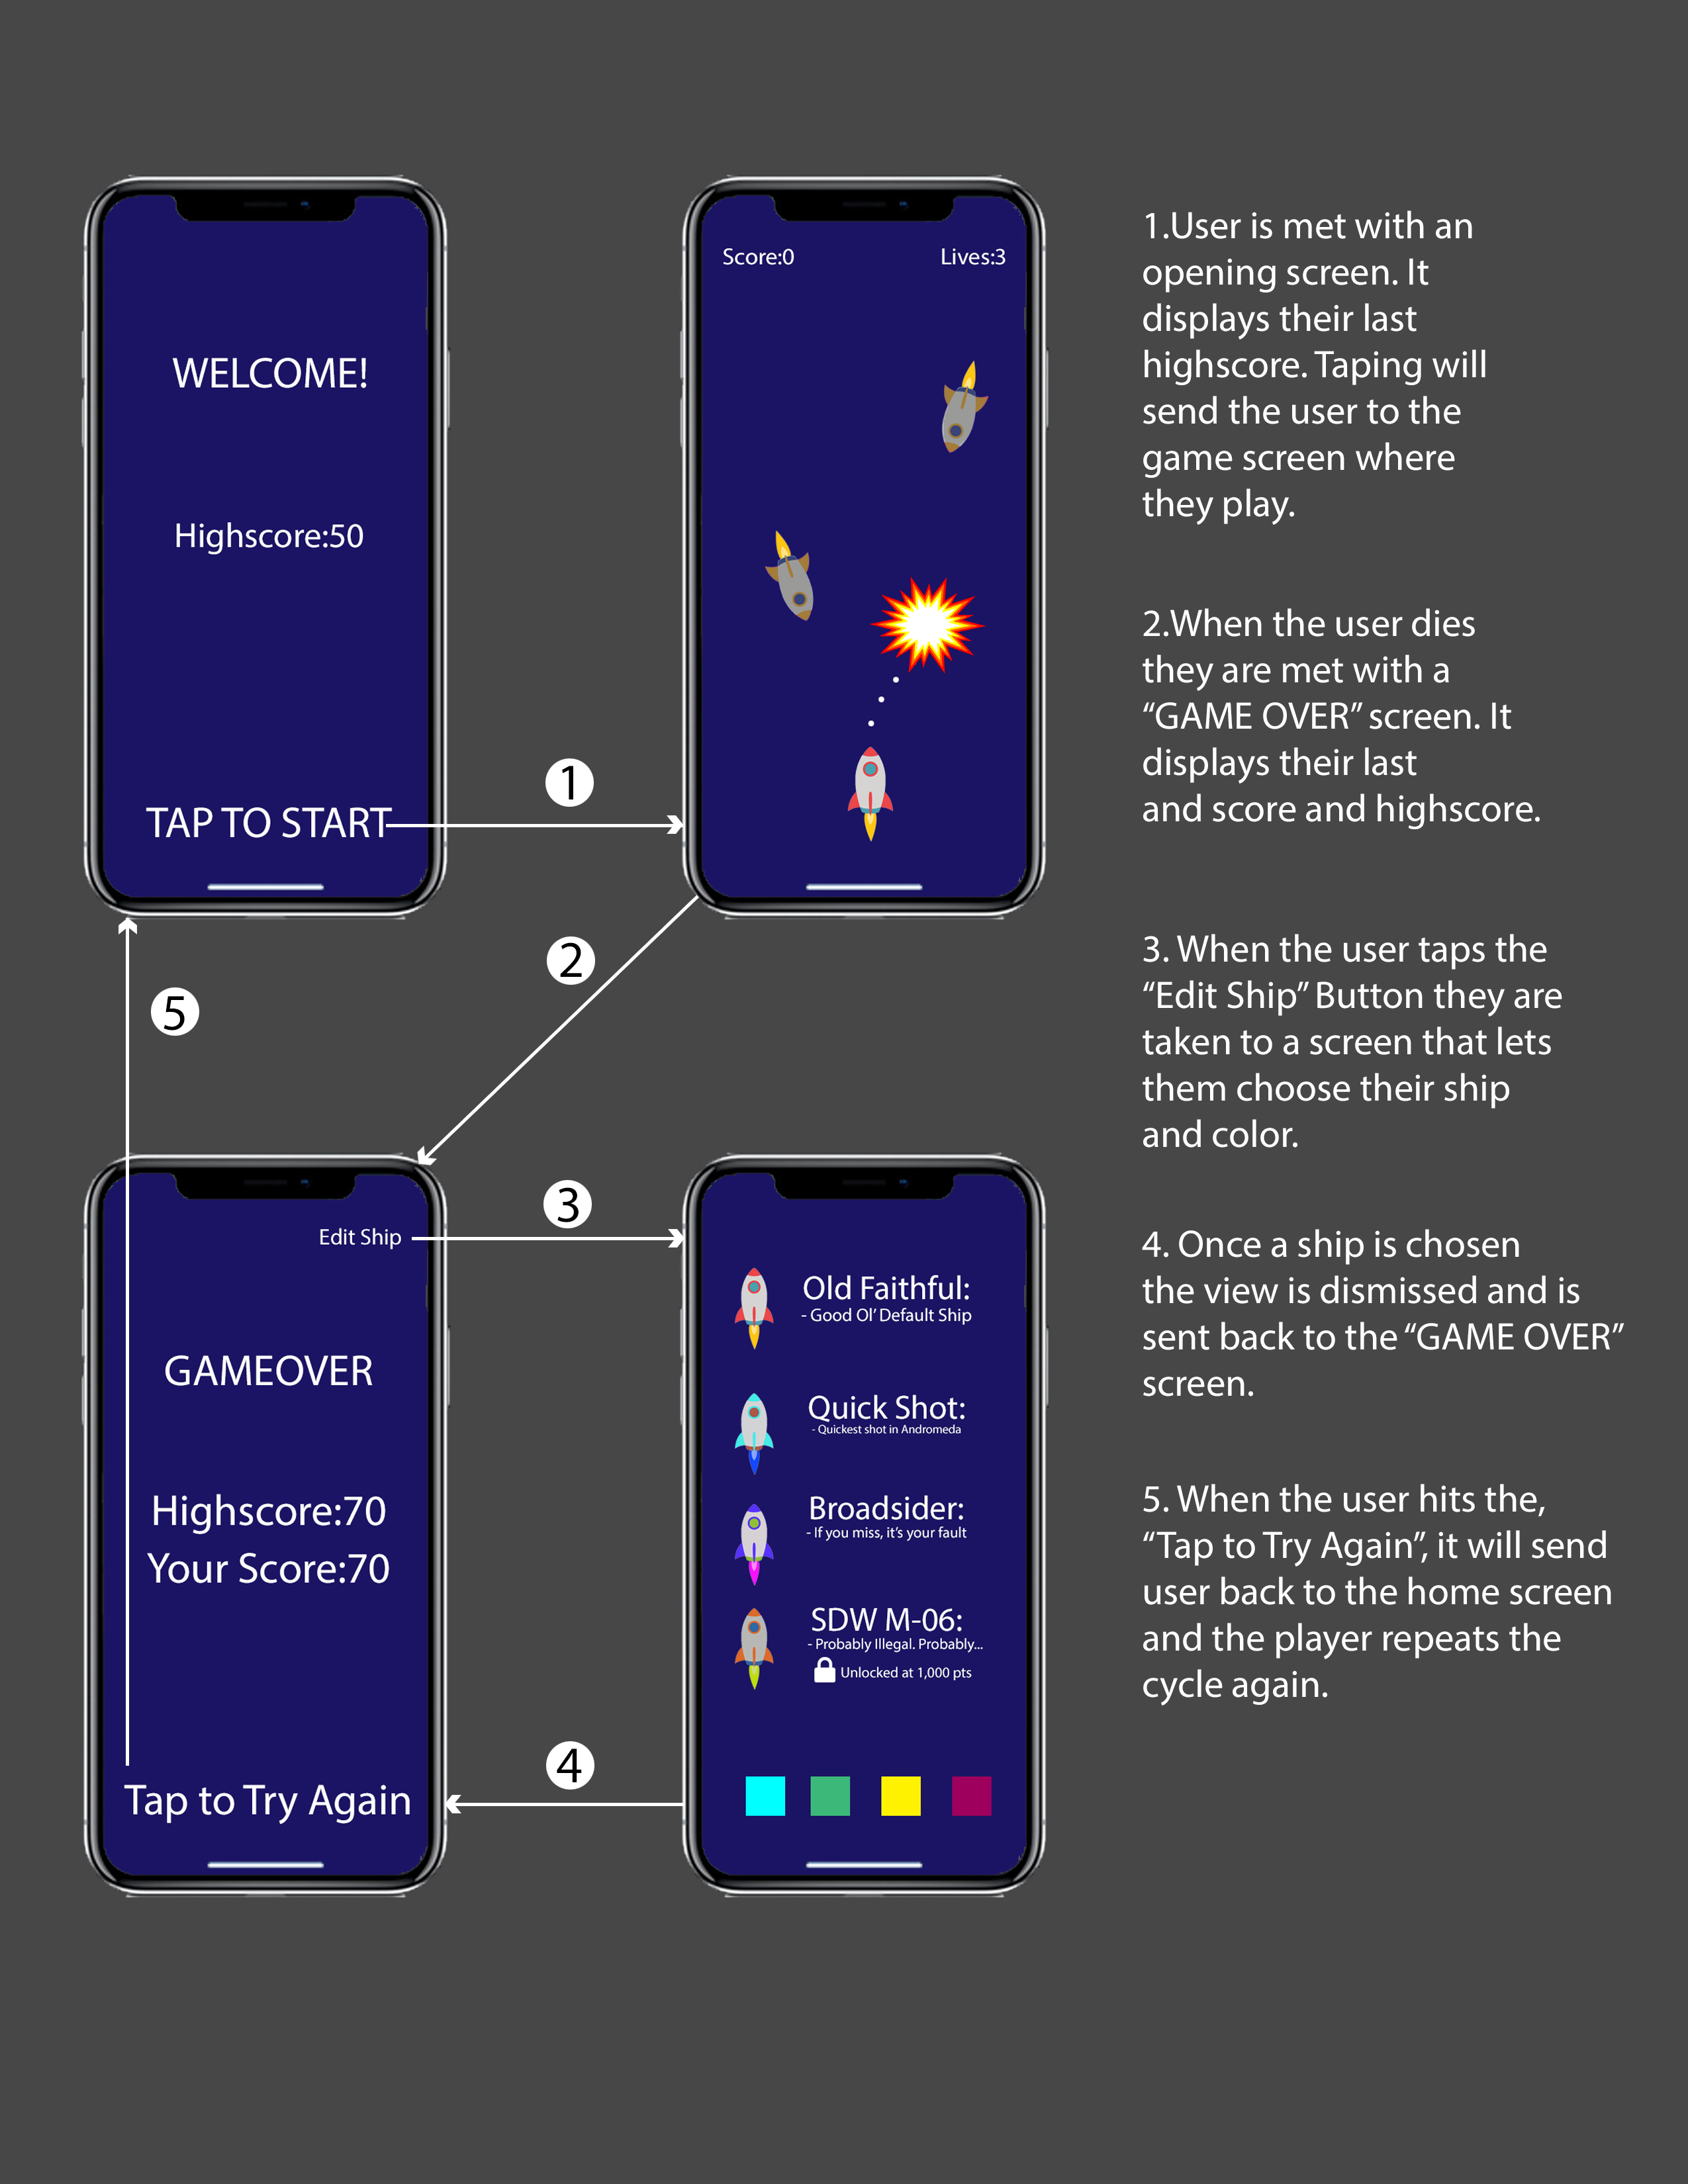 WELCOME!
Highscore:50
TAP TO START
1
Score:0
Lives:3
2
5
Edit Ship
3
GAMEOVER
Highscore:70
Your Score:70
Tap to Try Again
4
Old Faithful:
- Good Ol’ Default Ship
Quick Shot:
- Quickest shot in Andromeda
Broadsider:
- If you miss, it’s your fault
SDW M-06:
- Probably Illegal. Probably...
Unlocked at 1,000 pts
1.User is met with an
opening screen. It
displays their last
highscore. Taping will
send the user to the
game screen where
they play.
2.When the user dies
they are met with a
“GAME OVER” screen. It
displays their last
and score and highscore.
3. When the user taps the
“Edit Ship” Button they are
taken to a screen that lets
them choose their ship
and color.
4. Once a ship is chosen
the view is dismissed and is
sent back to the “GAME OVER”
screen.
5. When the user hits the,
“Tap to Try Again”, it will send
user back to the home screen
and the player repeats the
cycle again.